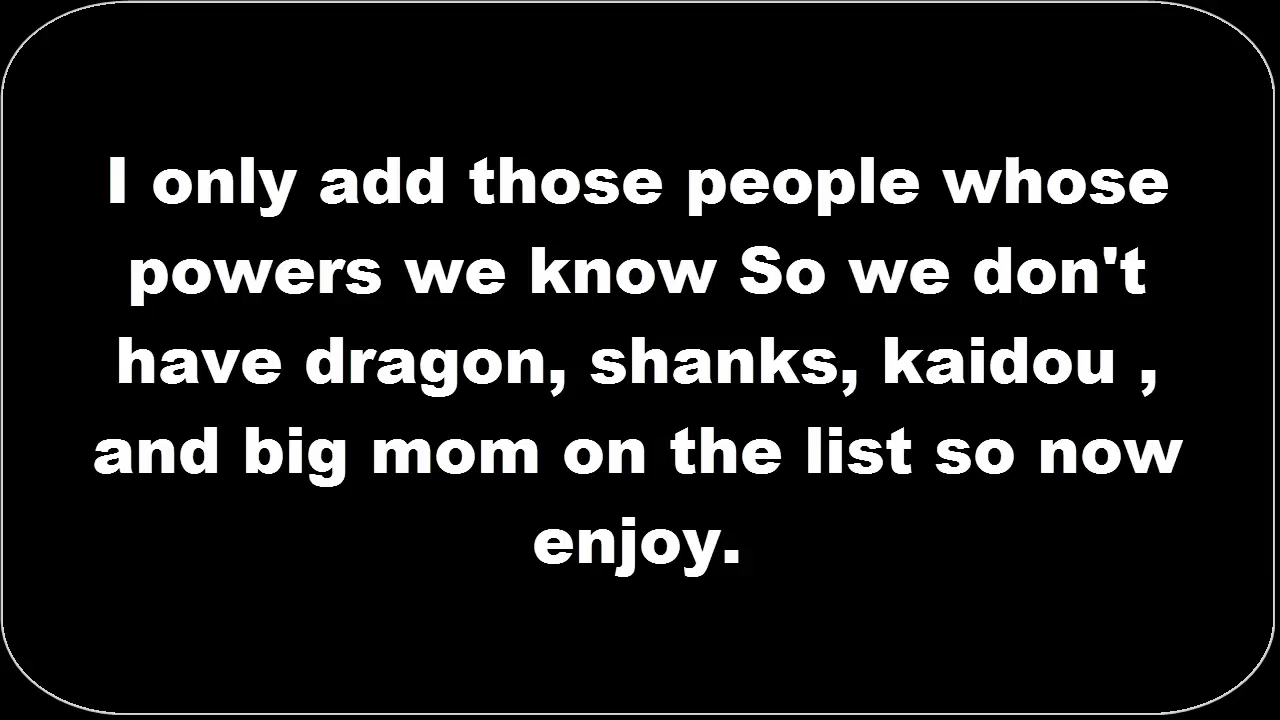 I only add those people whose
powers we know So we don't
have dragon, shanks, kaidou ,
and big mom on the list so now
enjoy.